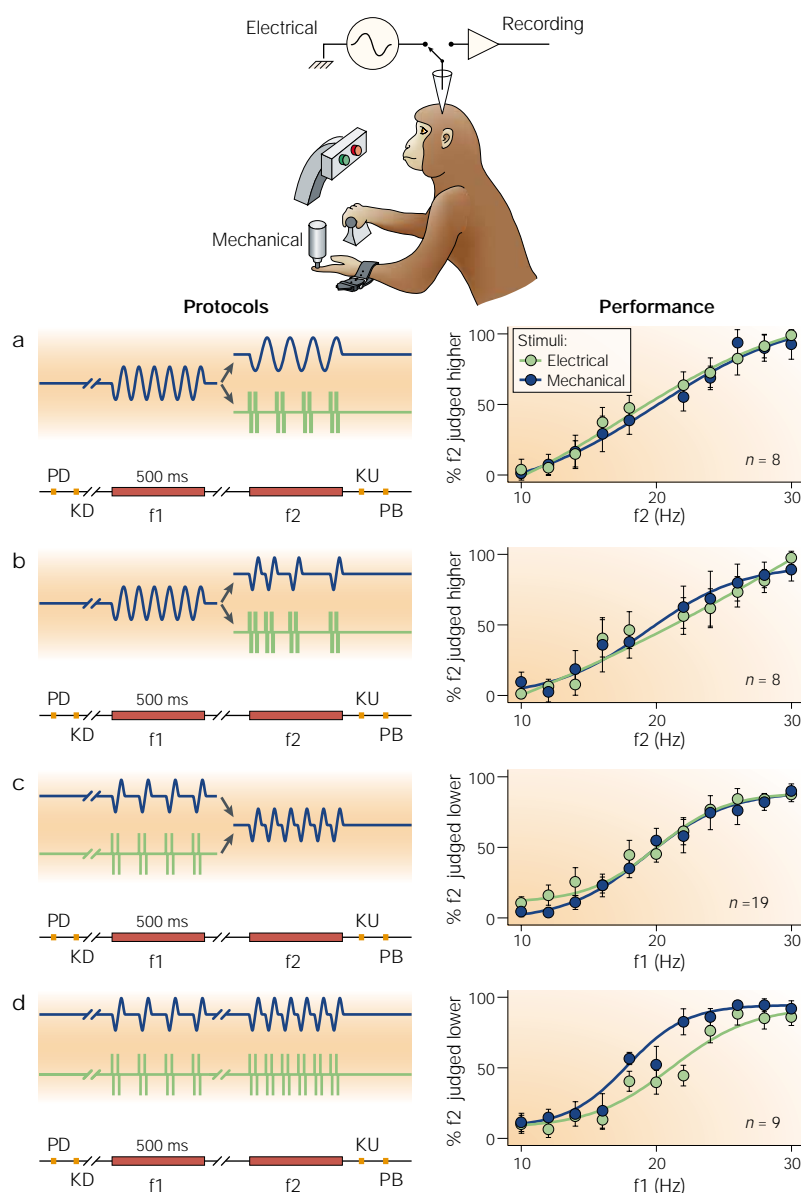 Electrical
Recording
Mechanical
Protocols
Performance
a
500 ms
PD
KD
f1
f2
KU
PB
100
50
0
% f2 judged higher
Stimuli:
Electrical
Mechanical
n = 8
10 20 30
f2 (Hz)
b
500 ms
PD
KD
f1
f2
KU
PB
100
50
0
% f2 judged higher
n = 8
10 20 30
f2 (Hz)
c
500 ms
PD
KD
f1
f2
KU
PB
100
50
0
% f2 judged lower
n =19
10 20 30
f1 (Hz)
d
500 ms
PD
KD
f1
f2
KU
PB
100
50
0
% f2 judged lower
n = 9
10 20 30
f1 (Hz)